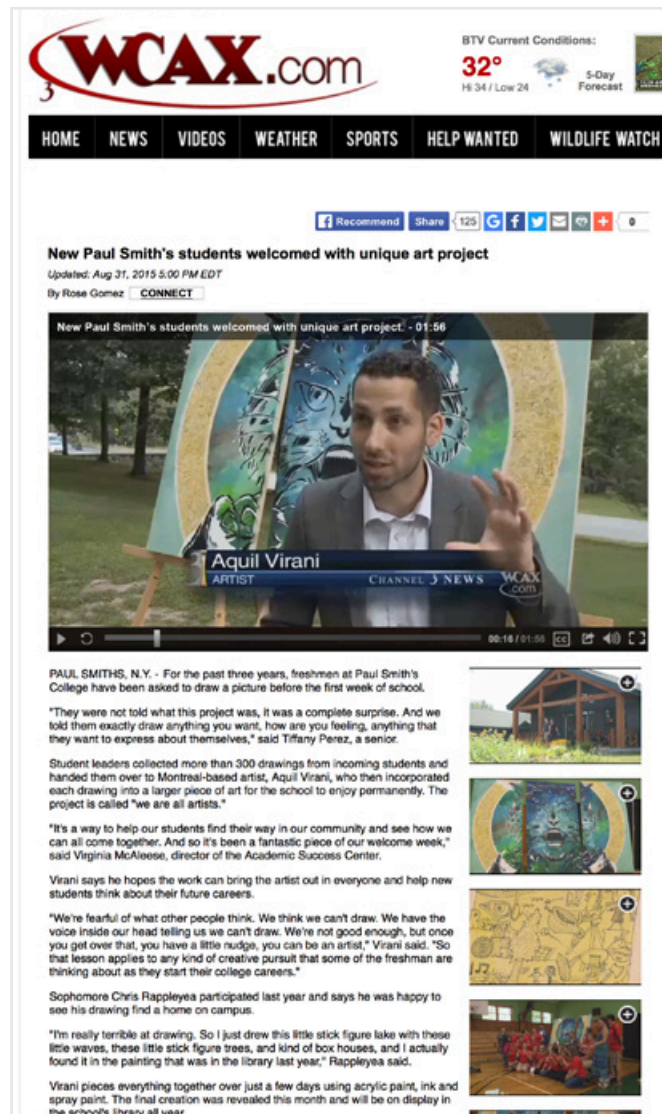 WCAX.com
3
BTV Current Conditions:
32°
Hi 34 / Low 24
5-Day
Forecast
HOME NEWS VIDEOS WEATHER SPORTS HELP WANTED WILDLIFE WATCH
Recommend Share 125 0
New Paul Smith's students welcomed with unique art project
Updated: Aug 31, 2015 5:00 PM EDT
By Rose Gomez CONNECT
New Paul Smith's students welcomed with unique art project. - 01:56
3 Aquil Virani
ARTIST CHANNEL 3 NEWS WCAX
.com
00:16 / 01:56 CC
PAUL SMITHS, N.Y. - For the past three years, freshmen at Paul Smith's
College have been asked to draw a picture before the first week of school.
"They were not told what this project was, it was a complete surprise. And we
told them exactly draw anything you want, how are you feeling, anything that
they want to express about themselves," said Tiffany Perez, a senior.
Student leaders collected more than 300 drawings from incoming students and
handed them over to Montreal-based artist, Aquil Virani, who then incorporated
each drawing into a larger piece of art for the school to enjoy permanently. The
project is called "we are all artists."
"It's a way to help our students find their way in our community and see how we
can all come together. And so it's been a fantastic piece of our welcome week,"
said Virginia McAleese, director of the Academic Success Center.
Virani says he hopes the work can bring the artist out in everyone and help new
students think about their future careers.
"We're fearful of what other people think. We think we can't draw. We have the
voice inside our head telling us we can't draw. We're not good enough, but once
you get over that, you have a little nudge, you can be an artist," Virani said. "So
that lesson applies to any kind of creative pursuit that some of the freshman are
thinking about as they start their college careers."
Sophomore Chris Rappleyea participated last year and says he was happy to
see his drawing find a home on campus.
"I'm really terrible at drawing. So I just drew this little stick figure lake with these
little waves, these little stick figure trees, and kind of box houses, and I actually
found it in the painting that was in the library last year," Rappleyea said.
Virani pieces everything together over just a few days using acrylic paint, ink and
spray paint. The final creation was revealed this month and will be on display in
the school's library all year.